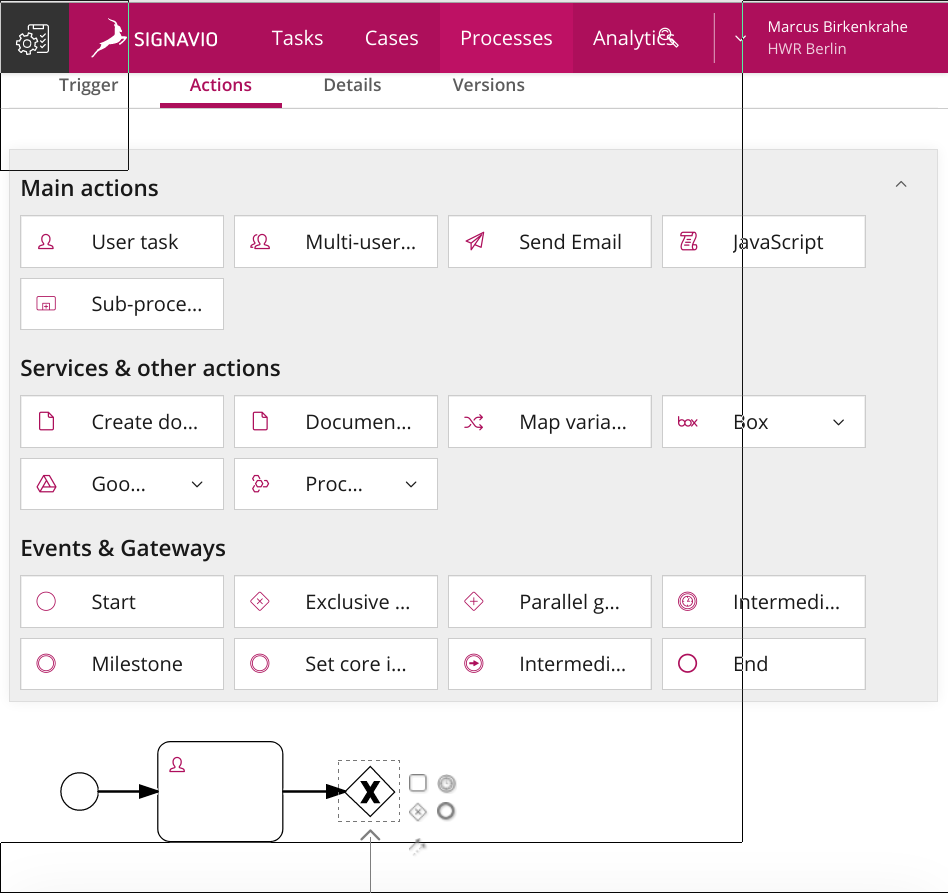 SIGNAVIO Tasks Cases Processes Analytics
Marcus Birkenkrahe
HWR Berlin
Trigger Actions Details Versions
Main actions
User task Multi-user... Send Email JavaScript
Sub-proce...
Services & other actions
Create do... Documen... Map varia... box Box
Goo... Proc...
Events & Gateways
Start Exclusive ... Parallel g... Intermedi...
Milestone Set core i... Intermedi... End
X